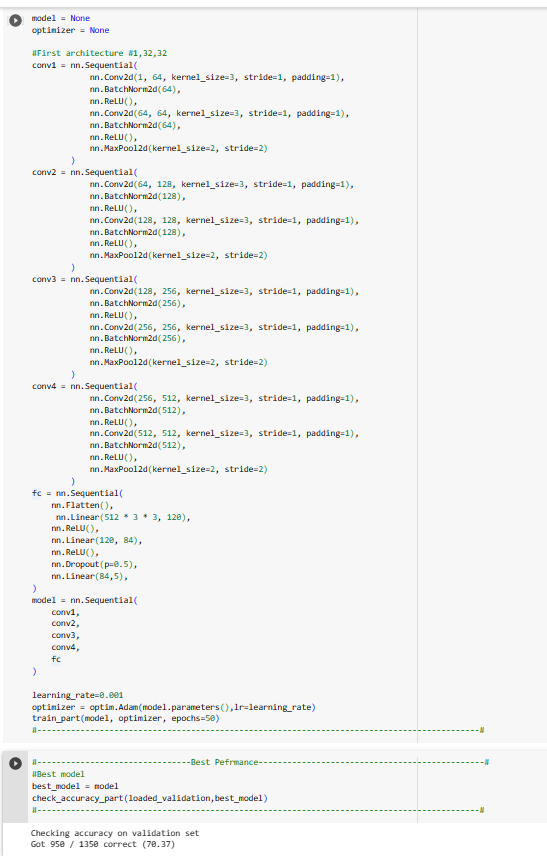 model = None
optimizer = None
#First architecture #1,32,32
conv1 = nn.Sequential(
nn.Conv2d(1, 64, kernel_size=3, stride=1, padding=1),
nn.BatchNorm2d(64),
nn.ReLU(),
nn.Conv2d(64, 64, kernel_size=3, stride=1, padding=1),
nn.BatchNorm2d(64),
nn.ReLU(),
nn.MaxPool2d(kernel_size=2, stride=2)
)
conv2 = nn.Sequential(
nn.Conv2d(64, 128, kernel_size=3, stride=1, padding=1),
nn.BatchNorm2d(128),
nn.ReLU(),
nn.Conv2d(128, 128, kernel_size=3, stride=1, padding=1),
nn.BatchNorm2d(128),
nn.ReLU(),
nn.MaxPool2d(kernel_size=2, stride=2)
)
conv3 = nn.Sequential(
nn.Conv2d(128, 256, kernel_size=3, stride=1, padding=1),
nn.BatchNorm2d(256),
nn.ReLU(),
nn.Conv2d(256, 256, kernel_size=3, stride=1, padding=1),
nn.BatchNorm2d(256),
nn.ReLU(),
nn.MaxPool2d(kernel_size=2, stride=2)
)
conv4 = nn.Sequential(
nn.Conv2d(256, 512, kernel_size=3, stride=1, padding=1),
nn.BatchNorm2d(512),
nn.ReLU(),
nn.Conv2d(512, 512, kernel_size=3, stride=1, padding=1),
nn.BatchNorm2d(512),
nn.ReLU(),
nn.MaxPool2d(kernel_size=2, stride=2)
)
fc = nn.Sequential(
nn.Flatten(),
nn.Linear(512 * 3 * 3, 120),
nn.ReLU(),
nn.Linear(120, 84),
nn.ReLU(),
nn.Dropout(p=0.5),
nn.Linear(84,5),
)
model = nn.Sequential(
conv1,
conv2,
conv3,
conv4,
fc
)
learning_rate=0.001
optimizer = optim.Adam(model.parameters(),lr=learning_rate)
train_part(model, optimizer, epochs=50)
#--------------------------------------------------------------------------------------------#
#--------------------------------Best Pefrmance-----------------------------------------------#
#Best model
best_model = model
check_accuracy_part(loaded_validation,best_model)
#--------------------------------------------------------------------------------------------#
Checking accuracy on validation set
Got 950 / 1350 correct (70.37)